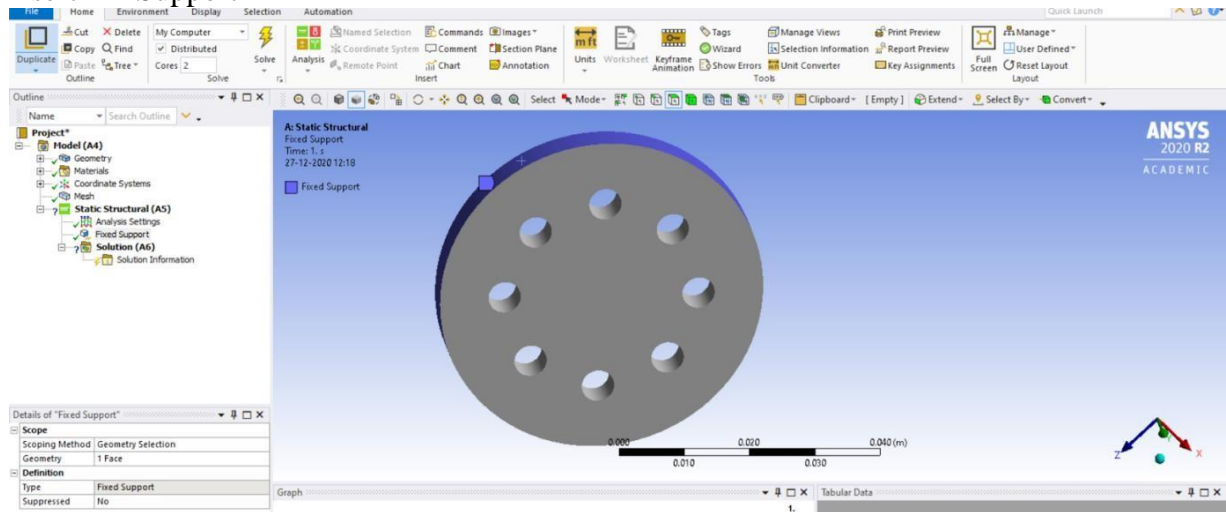 File Home Environment Display Selection Automation Quick Launch
Cut Delete My Computer Named Selection Commands Images Tags Manage Views Print Preview Manage
Duplicate Copy Find Distributed Solve Analysis Coordinate System Comment Section Plane Units Worksheet Keyframe Animation Wizard Selection Information Report Preview Full Screen User Defined
Paste Tree Cores 2 Remote Point Chart Annotation Show Errors Unit Converter Key Assignments Reset Layout
Outline Solve Insert Tools Layout
Outline Select Mode Clipboard [Empty] Extend Select By Convert
Name Search Outline
Project*
Model (A4)
Geometry
Materials
Coordinate Systems
Mesh
Static Structural (A5)
Analysis Settings
Fixed Support
Solution (A6)
Solution Information
A: Static Structural
Fixed Support
Time: 1. s
27-12-2020 12:18
Fixed Support
ANSYS
2020 R2
ACADEMIC
0.000 0.020 0.040 (m)
0.010 0.030
Z X
Details of "Fixed Support"
Scope
Scoping Method Geometry Selection
Geometry 1 Face
Definition
Type Fixed Support
Suppressed No
Graph
1.
Tabular Data